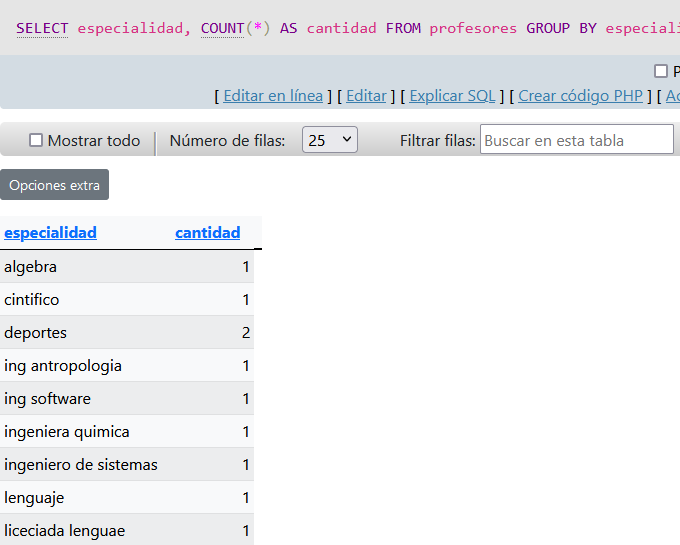 SELECT especialidad, COUNT(*) AS cantidad FROM profesores GROUP BY
[ Editar en línea ] [ Editar ] [ Explicar SQL ] [ Crear código PHP ] [
Mostrar todo Número de filas: 25 Filtrar filas: Buscar en esta tabla
Opciones extra
especialidad cantidad
algebra 1
cintifico 1
deportes 2
ing antropologia 1
ing software 1
ingeniera quimica 1
ingeniero de sistemas 1
lenguaje 1
liceciada lenguae 1